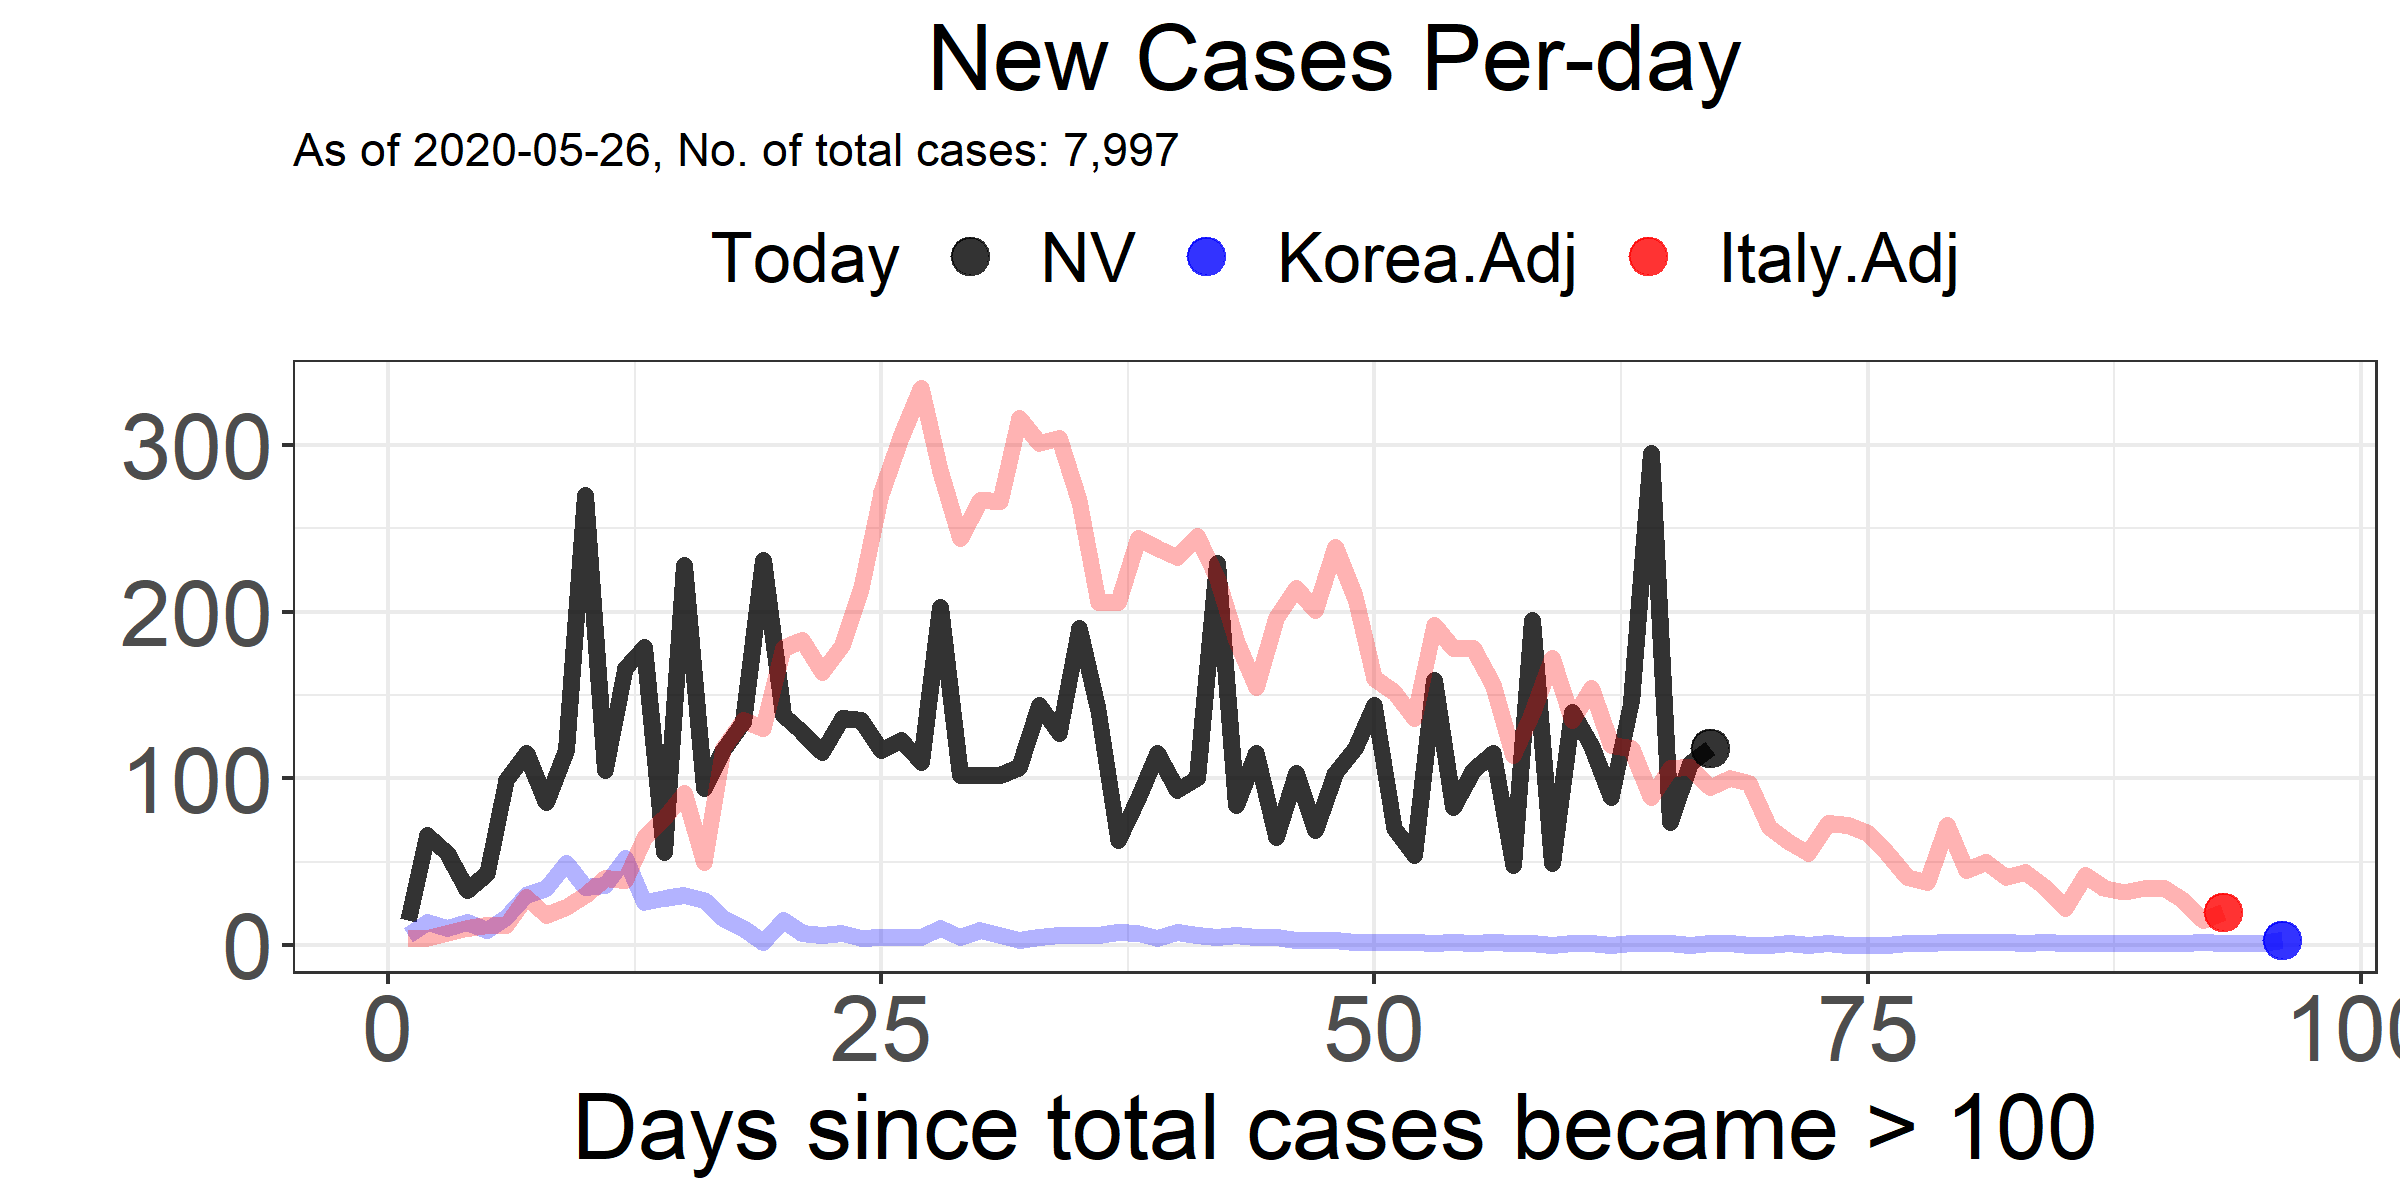 New Cases Per-day
As of 2020-05-26, No. of total cases: 7,997
Today NV Korea.Adj Italy.Adj
300
200
100
0
0 25 50 75 100
Days since total cases became > 100